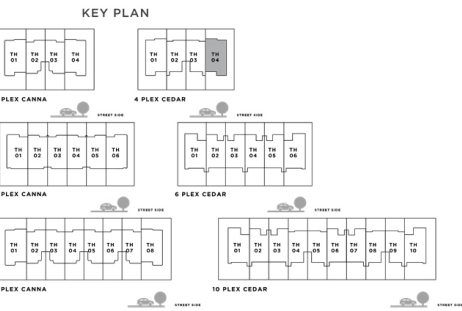 KEY PLAN
TH TH TH TH
01 02 03 04
PLEX CANNA
STREET SIDE
TH TH TH TH
01 02 03 04
4 PLEX CEDAR
STREET SIDE
TH TH TH TH TH TH
01 02 03 04 05 06
PLEX CANNA
STREET SIDE
TH TH TH TH TH TH
01 02 03 04 05 06
6 PLEX CEDAR
STREET SIDE
TH TH TH TH TH TH TH TH
01 02 03 04 05 06 07 08
PLEX CANNA
STREET SIDE
TH TH TH TH TH TH TH TH TH TH
01 02 03 04 05 06 07 08 09 10
10 PLEX CEDAR
STREET SIDE